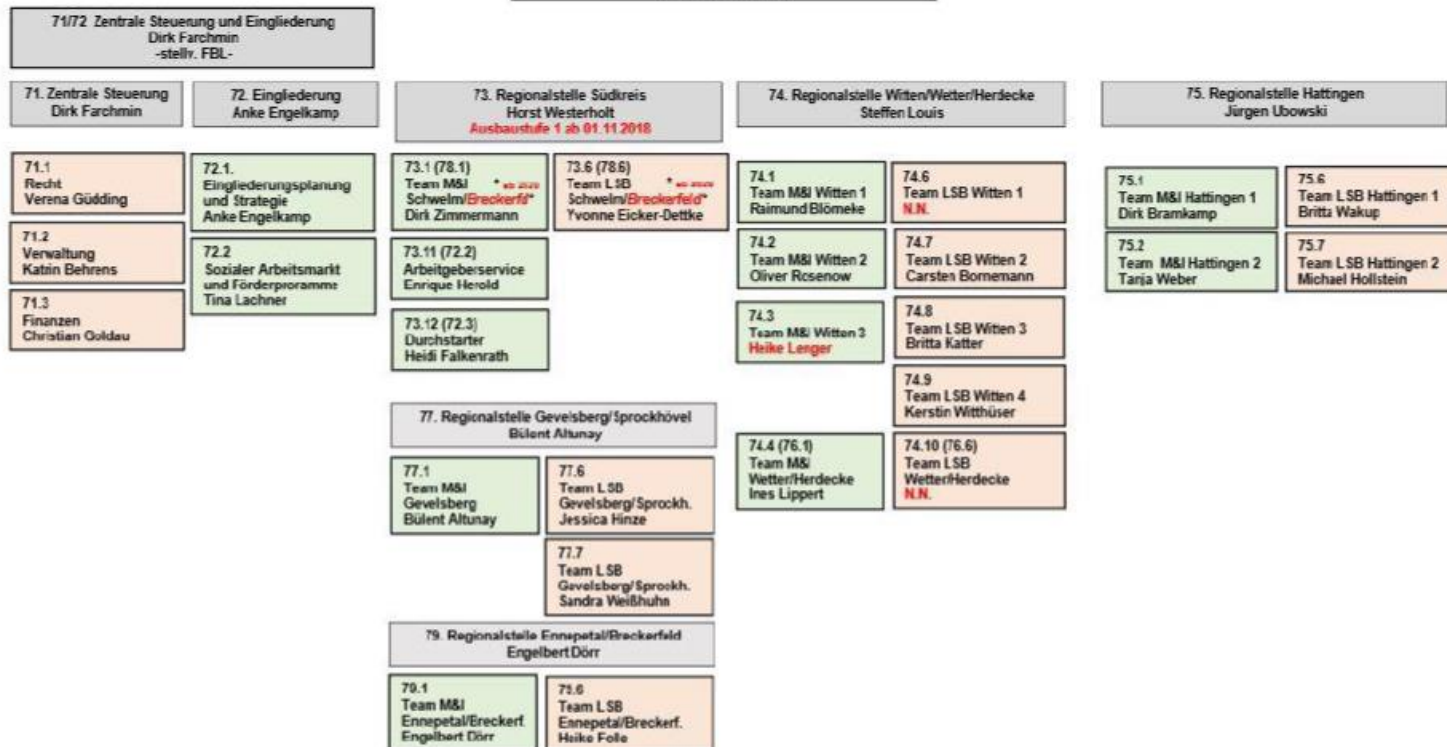 71/72 Zentrale Steuerung und Eingliederung
Dirk Farchmin
-stellv. FBL-
71. Zentrale Steuerung
Dirk Farchmin
72. Eingliederung
Anke Engelkamp
73. Regionalstelle Südkreis
Horst Westerholt
Ausbaustufe 1 ab 01.11.2018
74. Regionalstelle Witten/Wetter/Herdecke
Steffen Louis
75. Regionalstelle Hattingen
Jürgen Ubowski
71.1
Recht
Verena Güdding
71.2
Verwaltung
Katrin Behrens
71.3
Finanzen
Christian Goldau
72.1.
Eingliederungsplanung
und Strategie
Anke Engelkamp
72.2
Sozialer Arbeitsmarkt
und Förderproramme
Tina Lachner
73.1 (78.1)
Team M&I * ab 2020
Schwelm/Breckerfd*
Dirk Zimmermann
73.6 (78.6)
Team LSB * ab 2020
Schwelm/Breckerfeld*
Yvonne Eicker-Dettke
73.11 (72.2)
Arbeitgeberservice
Enrique Herold
73.12 (72.3)
Durchstarter
Heidi Falkenrath
77. Regionalstelle Gevelsberg/Sprockhövel
Bülent Altunay
77.1
Team M&I
Gevelsberg
Bülent Altunay
77.6
Team LSB
Gevelsberg/Sprockh.
Jessica Hinze
77.7
Team LSB
Gevelsberg/Sprockh.
Sandra Weißhuhn
79. Regionalstelle Ennepetal/Breckerfeld
Engelbert Dörr
79.1
Team M&I
Ennepetal/Breckerf.
Engelbert Dörr
79.6
Team LSB
Ennepetal/Breckerf.
Heike Folle
74.1
Team M&I Witten 1
Raimund Blömeke
74.6
Team LSB Witten 1
N.N.
74.2
Team M&I Witten 2
Oliver Rosenow
74.7
Team LSB Witten 2
Carsten Bornemann
74.3
Team M&I Witten 3
Heike Lenger
74.8
Team LSB Witten 3
Britta Katter
74.9
Team LSB Witten 4
Kerstin Witthüser
74.4 (76.1)
Team M&I
Wetter/Herdecke
Ines Lippert
74.10 (76.6)
Team LSB
Wetter/Herdecke
N.N.
75.1
Team M&I Hattingen 1
Dirk Bramkamp
75.6
Team LSB Hattingen 1
Britta Wakup
75.2
Team M&I Hattingen 2
Tanja Weber
75.7
Team LSB Hattingen 2
Michael Hollstein